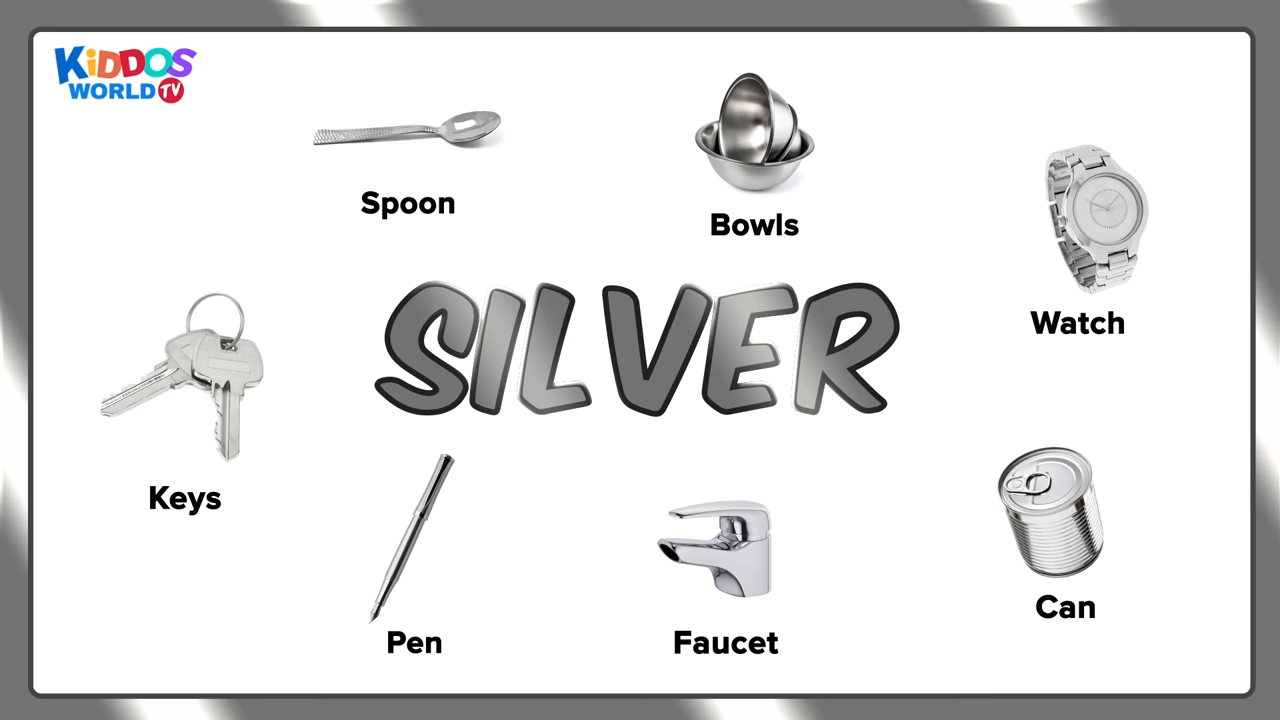 KiDDOS
WORLD TV
Spoon
Bowls
Watch
SILVER
Keys
Pen
Faucet
Can